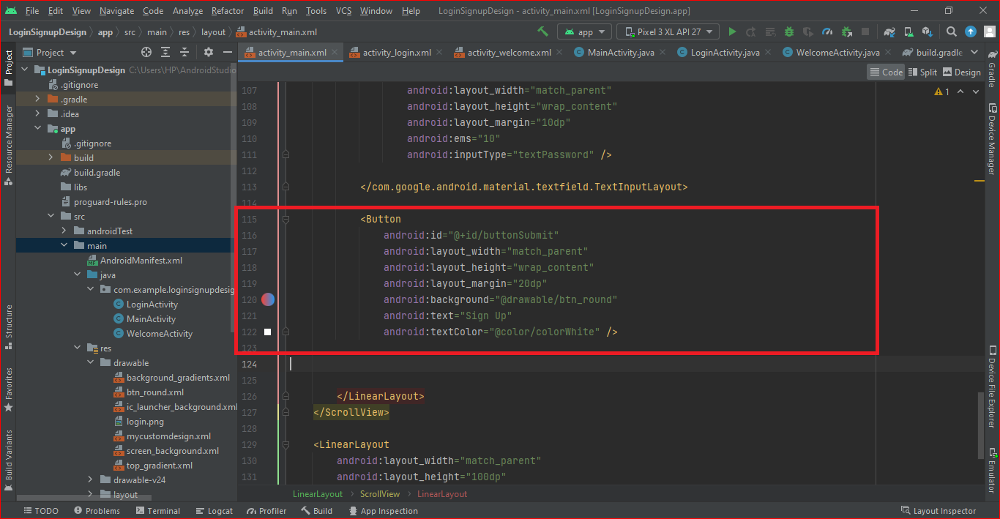 File Edit View Navigate Code Analyze Refactor Build Run Tools VCS Window Help LoginSignupDesign - activity_main.xml [LoginSignupDesign.app]
LoginSignupDesign app src main res layout activity_main.xml app Pixel 3 XL API 27
Project activity_main.xml activity_login.xml activity_welcome.xml MainActivity.java LoginActivity.java WelcomeActivity.java build.gradle
Code Split Design
Project
Resource Manager
Structure
Favorites
Build Variants
LoginSignupDesign C:\Users\HP\AndroidStudio
.gitignore
.gradle
.idea
app
.gitignore
build
build.gradle
libs
proguard-rules.pro
src
androidTest
main
AndroidManifest.xml
java
com.example.loginsignupdesig
LoginActivity
MainActivity
WelcomeActivity
res
drawable
background_gradients.xml
btn_round.xml
ic_launcher_background.xml
login.png
mycustomdesign.xml
screen_background.xml
top_gradient.xml
drawable-v24
layout
1
107 android:layout_width="match_parent"
108 android:layout_height="wrap_content"
109 android:layout_margin="10dp"
110 android:ems="10"
111 android:inputType="textPassword" />
112
113 </com.google.android.material.textfield.TextInputLayout>
114
115 <Button
116 android:id="@+id/buttonSubmit"
117 android:layout_width="match_parent"
118 android:layout_height="wrap_content"
119 android:layout_margin="20dp"
120 android:background="@drawable/btn_round"
121 android:text="Sign Up"
122 android:textColor="@color/colorWhite" />
123
124
125
126 </LinearLayout>
127 </ScrollView>
128
129 <LinearLayout
130 android:layout_width="match_parent"
131 android:layout_height="100dp"
LinearLayout ScrollView LinearLayout
Gradle
Device Manager
Device File Explorer
Emulator
TODO Problems Terminal Logcat Profiler Build App Inspection Layout Inspector